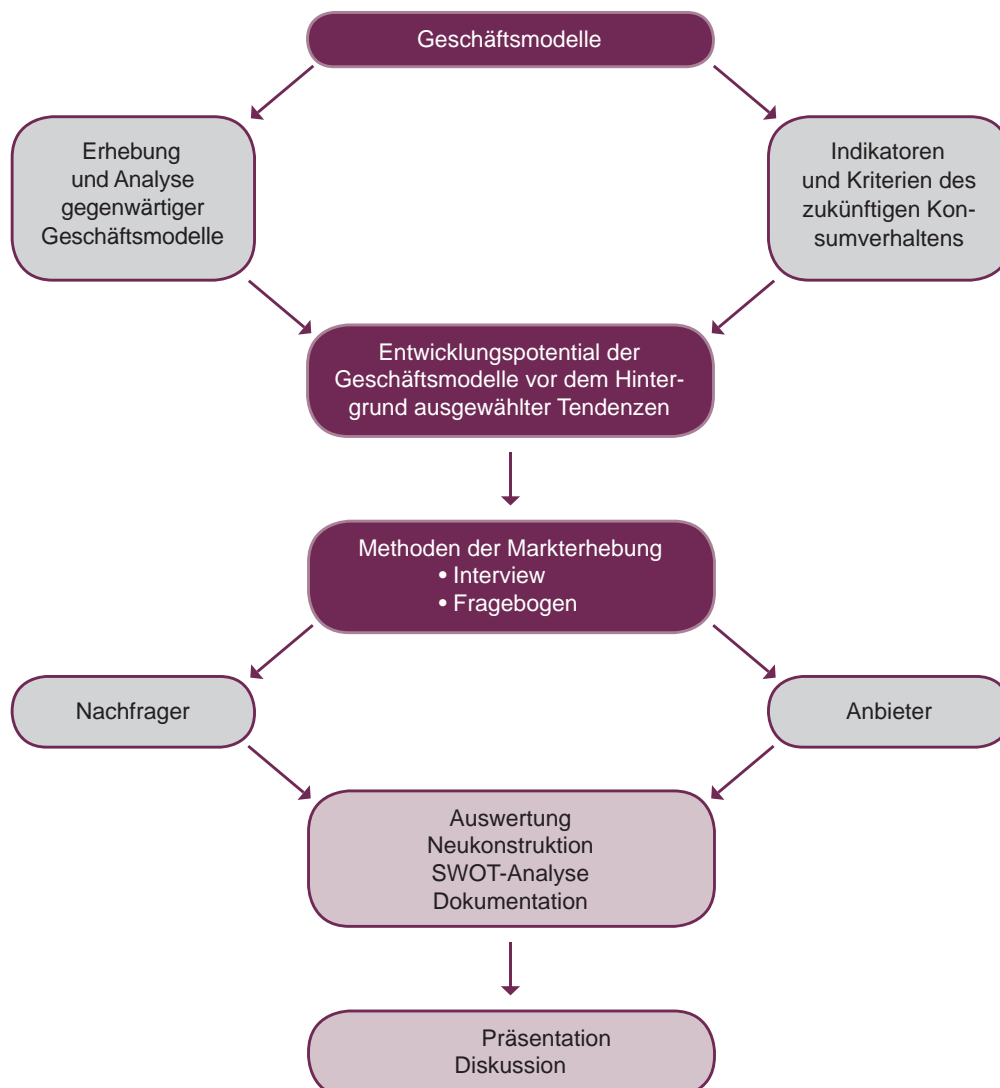 Geschäftsmodelle
Erhebung
und Analyse
gegenwärtiger
Geschäftsmodelle
Indikatoren
und Kriterien des
zukünftigen Kon-
sumverhaltens
Entwicklungspotential der
Geschäftsmodelle vor dem Hinter-
grund ausgewählter Tendenzen
Methoden der Markterhebung
• Interview
• Fragebogen
Nachfrager
Anbieter
Auswertung
Neukonstruktion
SWOT-Analyse
Dokumentation
Präsentation
Diskussion